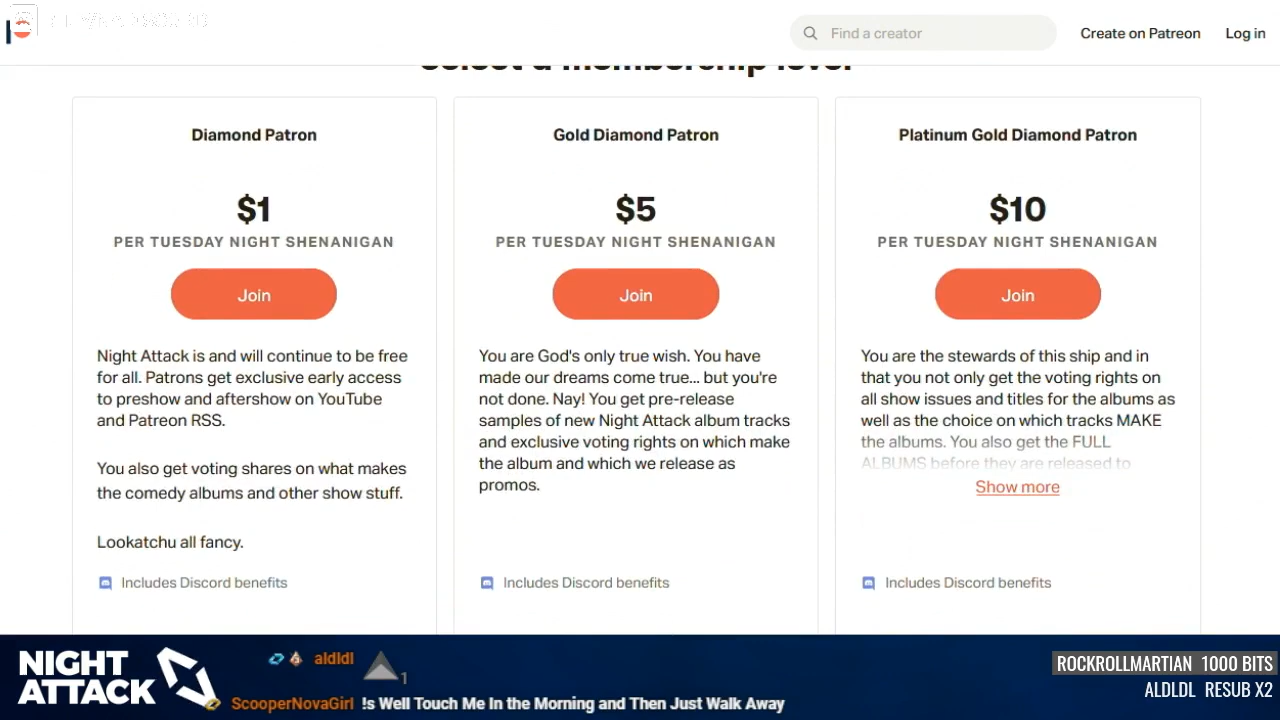 Find a creator
Create on Patreon
Log in
Select a membership level
Diamond Patron
$1
PER TUESDAY NIGHT SHENANIGAN
Join
Night Attack is and will continue to be free
for all. Patrons get exclusive early access
to preshow and aftershow on YouTube
and Patreon RSS.
You also get voting shares on what makes
the comedy albums and other show stuff.
Lookatchu all fancy.
Includes Discord benefits
Gold Diamond Patron
$5
PER TUESDAY NIGHT SHENANIGAN
Join
You are God's only true wish. You have
made our dreams come true... but you're
not done. Nay! You get pre-release
samples of new Night Attack album tracks
and exclusive voting rights on which make
the album and which we release as
promos.
Includes Discord benefits
Platinum Gold Diamond Patron
$10
PER TUESDAY NIGHT SHENANIGAN
Join
You are the stewards of this ship and in
that you not only get the voting rights on
all show issues and titles for the albums as
well as the choice on which tracks MAKE
the albums. You also get the FULL
ALBUMS before they are released to
Show more
Includes Discord benefits
NIGHT
ATTACK
aldldl
1
ScooperNovaGirl !s Well Touch Me In the Morning and Then Just Walk Away
ROCKROLLMARTIAN 1000 BITS
ALDLDL RESUB X2